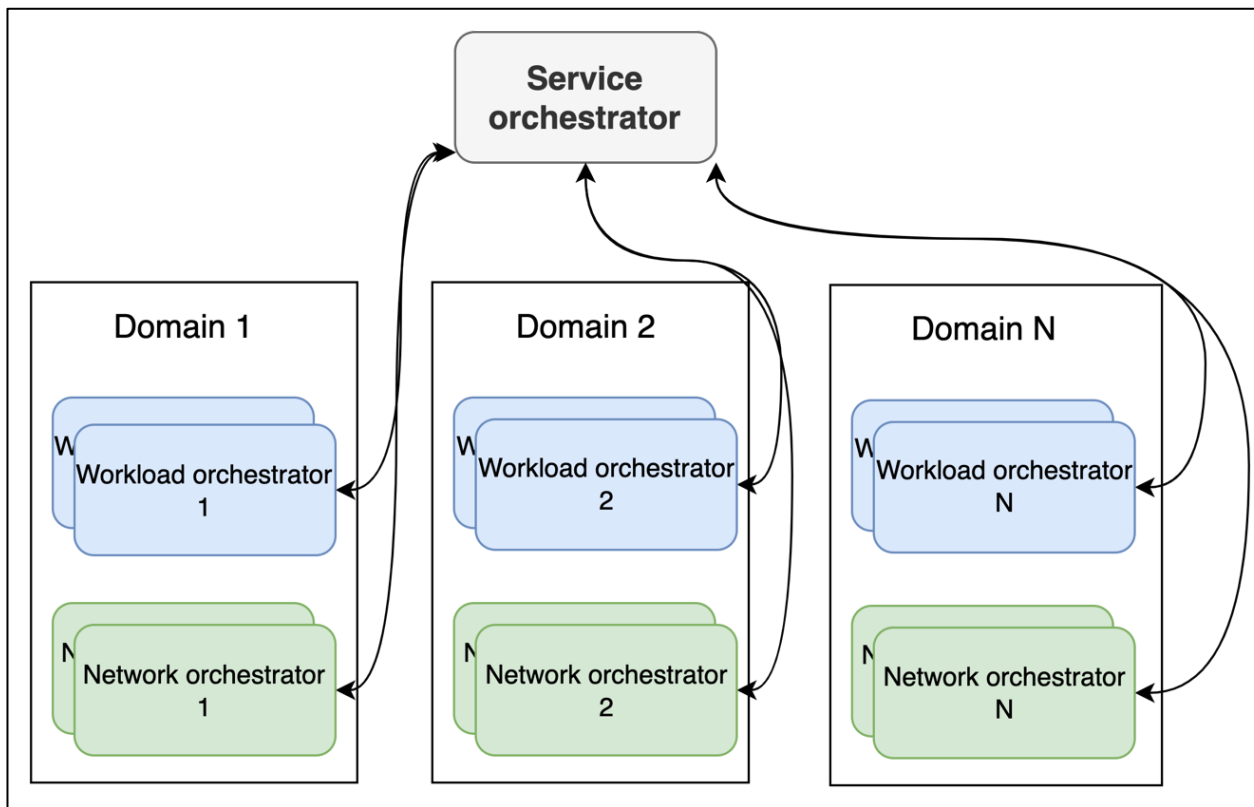 Service
orchestrator
Domain 1
Domain 2
Domain N
W
Workload orchestrator
1
W
Workload orchestrator
2
W
Workload orchestrator
N
N
Network orchestrator
1
N
Network orchestrator
2
N
Network orchestrator
N